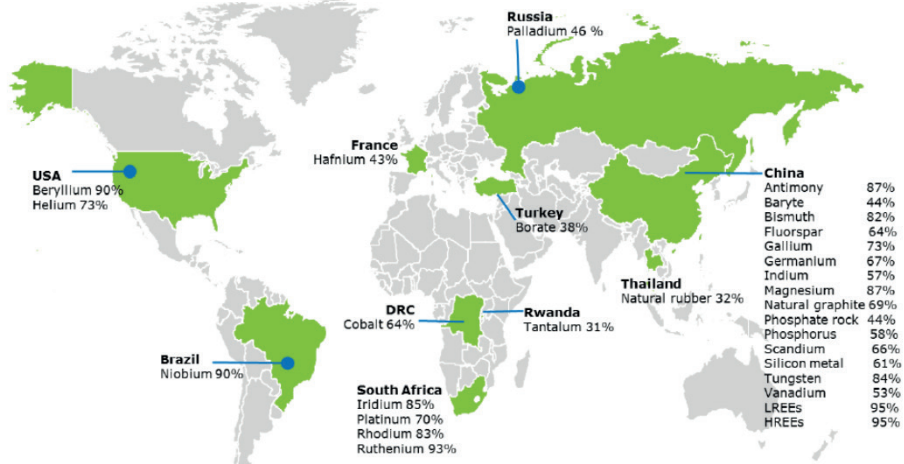 Russia
Palladium 46 %
France
Hafnium 43%
USA
Beryllium 90%
Helium 73%
Turkey
Borate 38%
China
Antimony 87%
Baryte 44%
Bismuth 82%
Fluorspar 64%
Gallium 73%
Germanium 67%
Indium 57%
Magnesium 87%
Natural graphite 69%
Phosphate rock 44%
Phosphorus 58%
Scandium 66%
Silicon metal 61%
Tungsten 84%
Vanadium 53%
LREEs 95%
HREEs 95%
Thailand
Natural rubber 32%
DRC
Cobalt 64%
Rwanda
Tantalum 31%
Brazil
Niobium 90%
South Africa
Iridium 85%
Platinum 70%
Rhodium 83%
Ruthenium 93%